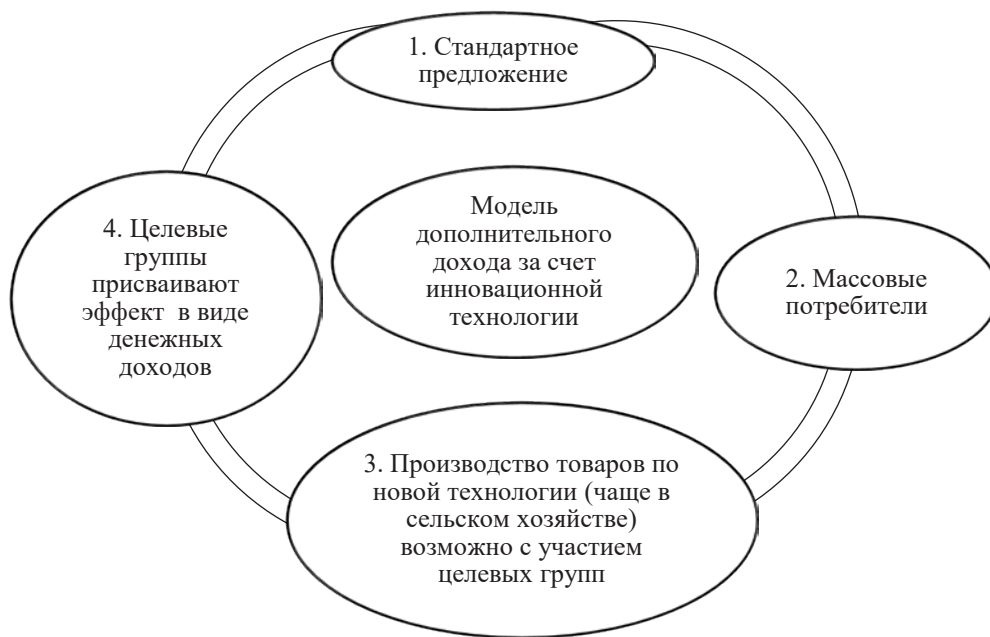 1. Стандартное
предложение
Модель
дополнительного
дохода за счет
инновационной
технологии
4. Целевые
группы
присваивают
эффект в виде
денежных
доходов
2. Массовые
потребители
3. Производство товаров по
новой технологии (чаще в
сельском хозяйстве)
возможно с участием
целевых групп